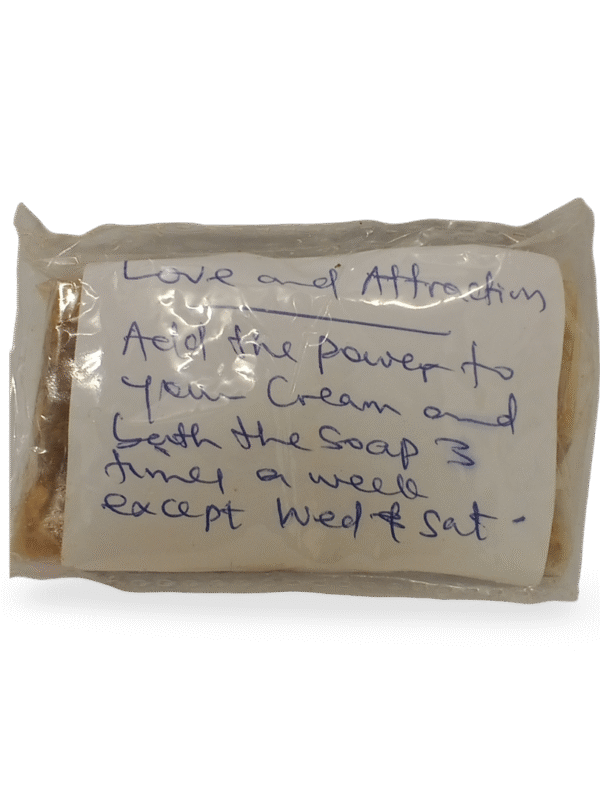 Love and Attraction
Add the power to
your Cream and
bath the soap 3
times a week
except Wed & Sat.